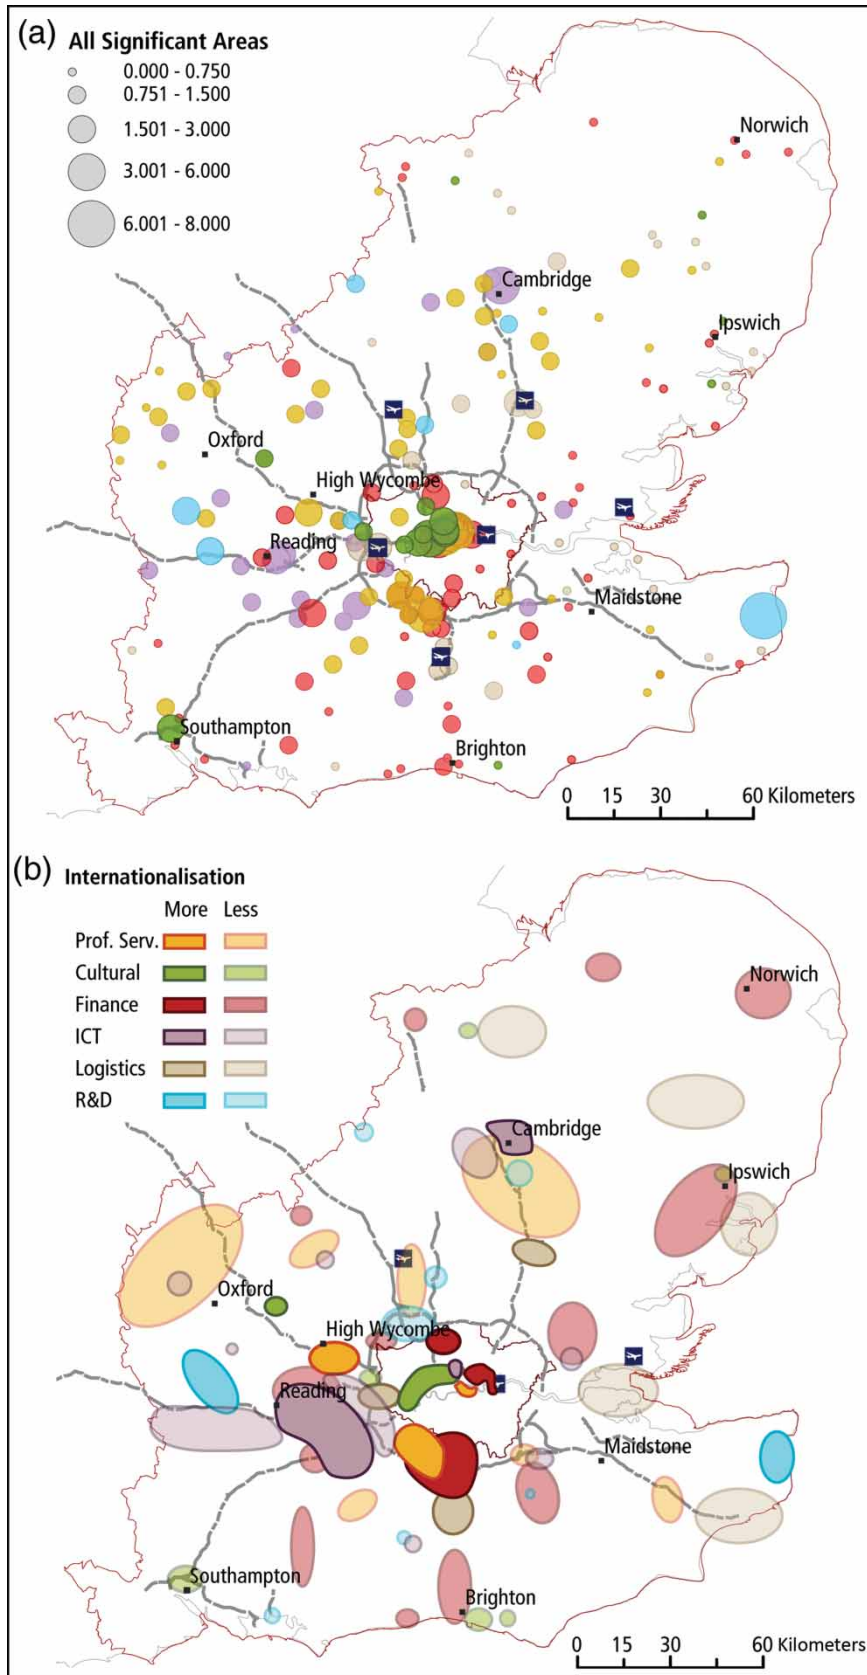 (a) All Significant Areas
0.000 - 0.750
0.751 - 1.500
1.501 - 3.000
3.001 - 6.000
6.001 - 8.000
Norwich
Cambridge
Ipswich
Oxford
High Wycombe
Reading
Maidstone
Southampton
Brighton
0 15 30 60 Kilometers
(b) Internationalisation
More Less
Prof. Serv.
Cultural
Finance
ICT
Logistics
R&D
Norwich
Cambridge
Ipswich
Oxford
High Wycombe
Reading
Maidstone
Southampton
Brighton
0 15 30 60 Kilometers